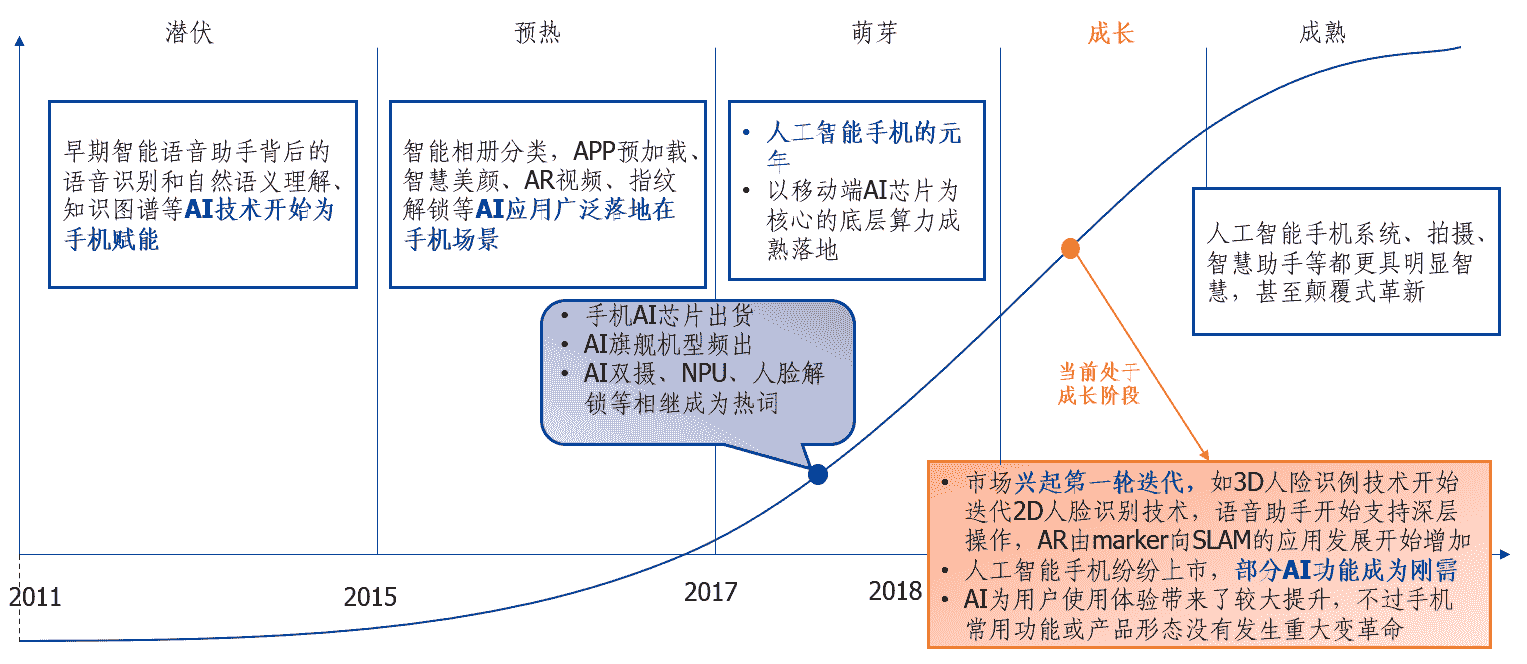 潜伏
预热
萌芽
成长
成熟
早期智能语音助手背后的
语音识别和自然语义理解、
知识图谱等AI技术开始为
手机赋能
智能相册分类，APP预加载、
智慧美颜、AR视频、指纹
解锁等AI应用广泛落地在
手机场景
• 人工智能手机的元
年
• 以移动端AI芯片为
核心的底层算力成
熟落地
人工智能手机系统、拍摄、
智慧助手等都更具明显智
慧，甚至颠覆式革新
• 手机AI芯片出货
• AI旗舰机型频出
• AI双摄、NPU、人脸解
锁等相继成为热词
当前处于
成长阶段
• 市场兴起第一轮迭代，如3D人险识例技术开始
迭代2D人脸识别技术，语音助手开始支持深层
操作，AR由marker向SLAM的应用发展开始增加
• 人工智能手机纷纷上市，部分AI功能成为刚需
• AI为用户使用体验带来了较大提升，不过手机
常用功能或产品形态没有发生重大变革命
2011
2015
2017
2018